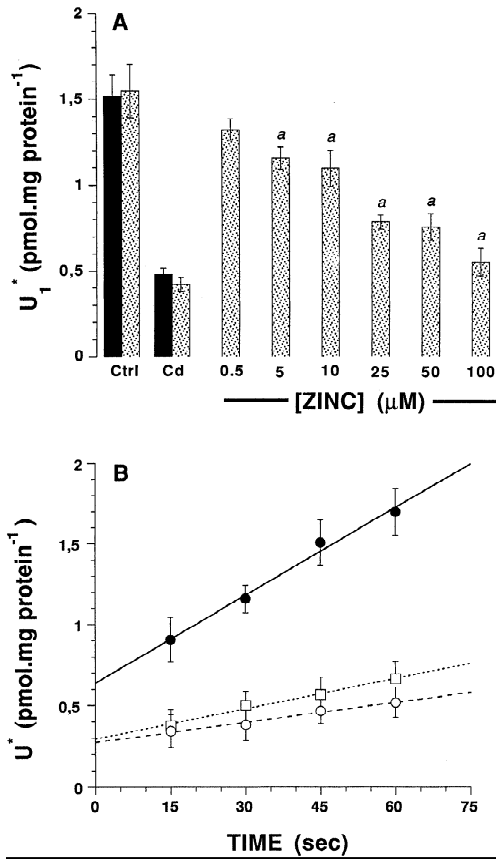 A
U1* (pmol.mg protein-1)
2
1,5
1
0.5
0
a
a
a
a
a
Ctrl Cd 0.5 5 10 25 50 100
[ZINC] (μM)
B
U* (pmol.mg protein-1)
2
1,5
1
0,5
0
0 15 30 45 60 75
TIME (sec)